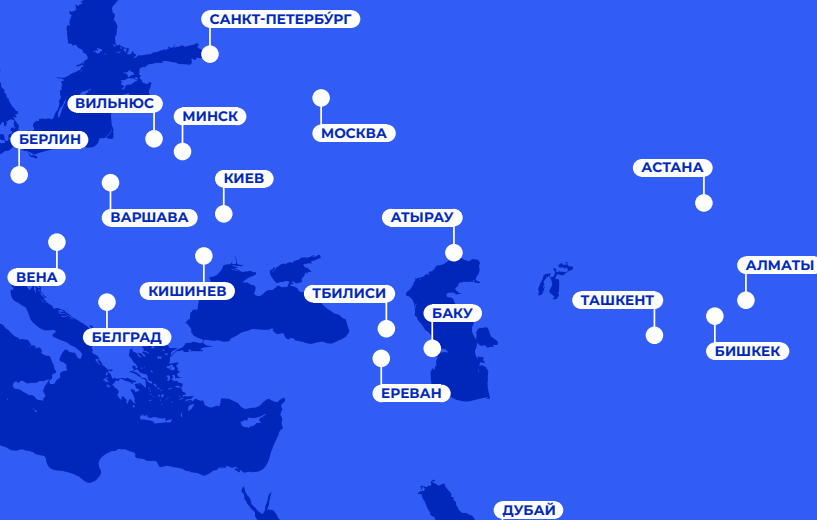 САНКТ-ПЕТЕРБУ́РГ
ВИЛЬНЮС
МИНСК
МОСКВА
БЕРЛИН
АСТАНА
КИЕВ
ВАРШАВА
АТЫРАУ
АЛМАТЫ
ВЕНА
КИШИНЕВ
ТБИЛИСИ
ТАШКЕНТ
БАКУ
БЕЛГРАД
БИШКЕК
ЕРЕВАН
ДУБАЙ